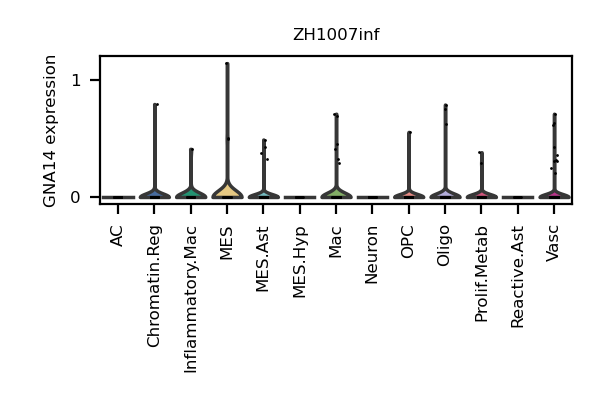 ZH1007inf
GNA14 expression
1
0
AC
Chromatin.Reg
Inflammatory.Mac
MES
MES.Ast
MES.Hyp
Mac
Neuron
OPC
Oligo
Prolif.Metab
Reactive.Ast
Vasc